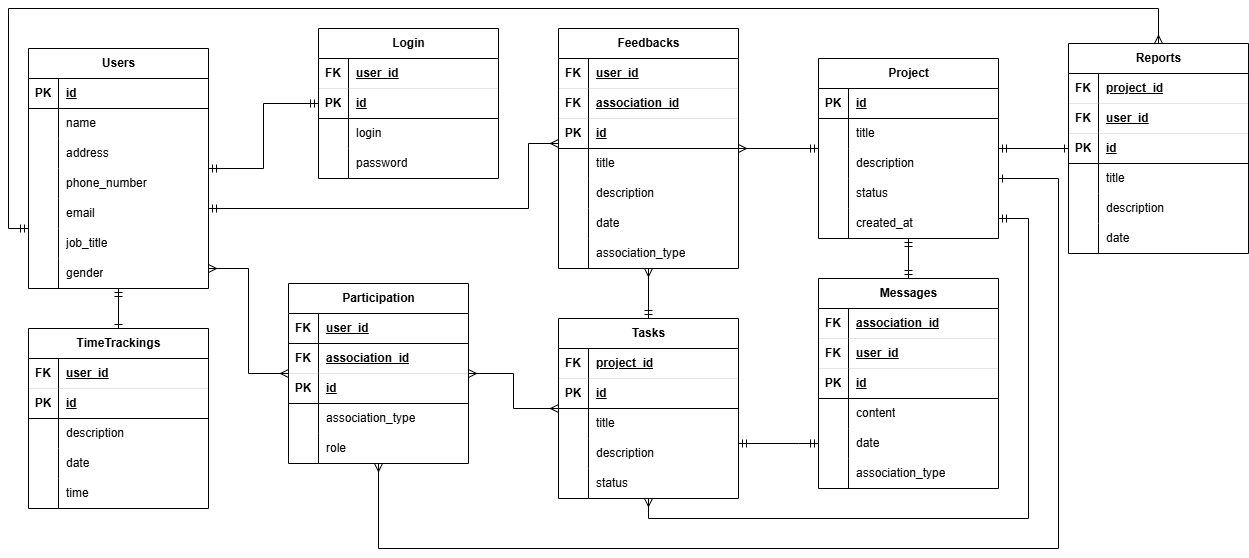 Users
PK id
name
address
phone_number
email
job_title
gender
Login
FK user_id
PK id
login
password
Feedbacks
FK user_id
FK association_id
PK id
title
description
date
association_type
Project
PK id
title
description
status
created_at
Reports
FK project_id
FK user_id
PK id
title
description
date
TimeTrackings
FK user_id
PK id
description
date
time
Participation
FK user_id
FK association_id
PK id
association_type
role
Tasks
FK project_id
PK id
title
description
status
Messages
FK association_id
FK user_id
PK id
content
date
association_type